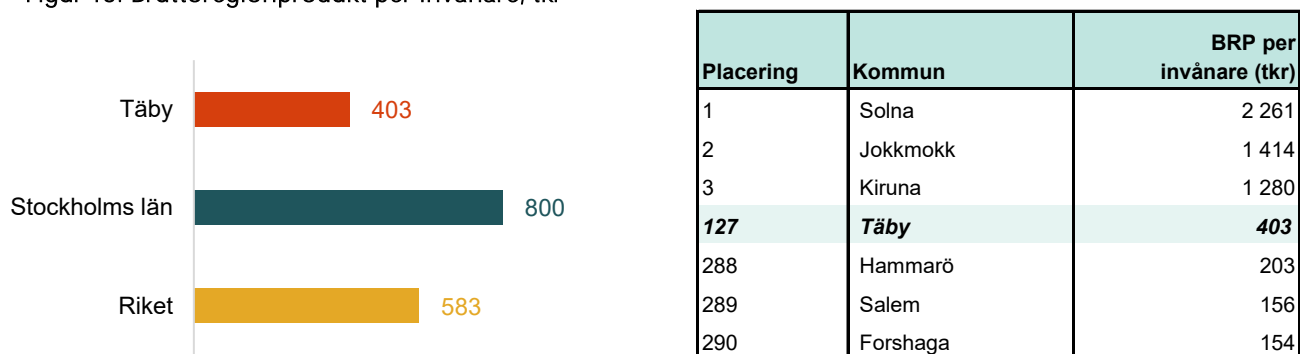 Täby 403
Stockholms län 800
Riket 583
Placering Kommun BRP per invånare (tkr)
1 Solna 2 261
2 Jokkmokk 1 414
3 Kiruna 1 280
127 Täby 403
288 Hammarö 203
289 Salem 156
290 Forshaga 154